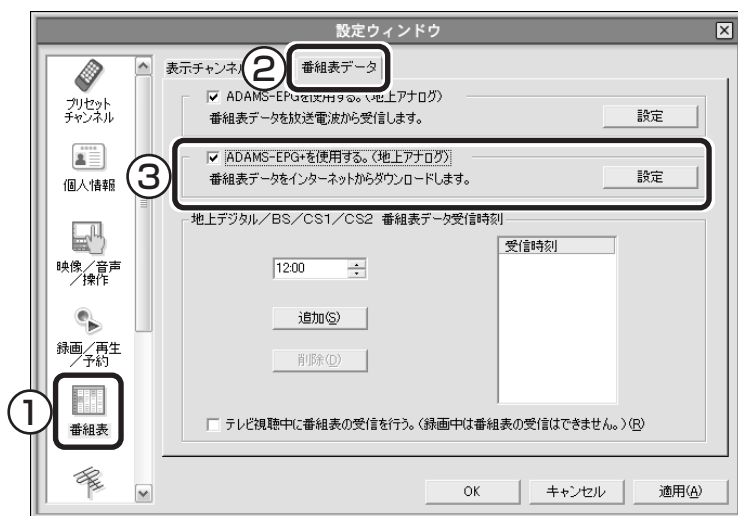 設定ウィンドウ
②
表示チャンネル
番組表データ
プリセット
チャンネル
ADAMS-EPGを使用する。(地上アナログ)
番組表データを放送電波から受信します。
設定
③
個人情報
ADAMS-EPG+を使用する。(地上アナログ)
番組表データをインターネットからダウンロードします。
設定
映像/音声
/操作
地上デジタル/BS/CS1/CS2 番組表データ受信時刻
受信時刻
12:00
追加(S)
録画/再生
/予約
削除(D)
①
番組表
テレビ視聴中に番組表の受信を行う。(録画中は番組表の受信はできません。)(R)
OK
キャンセル
適用(A)